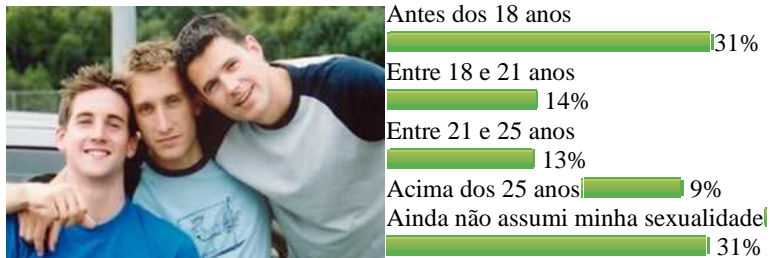 Antes dos 18 anos
31%
Entre 18 e 21 anos
14%
Entre 21 e 25 anos
13%
Acima dos 25 anos 9%
Ainda não assumi minha sexualidade
31%